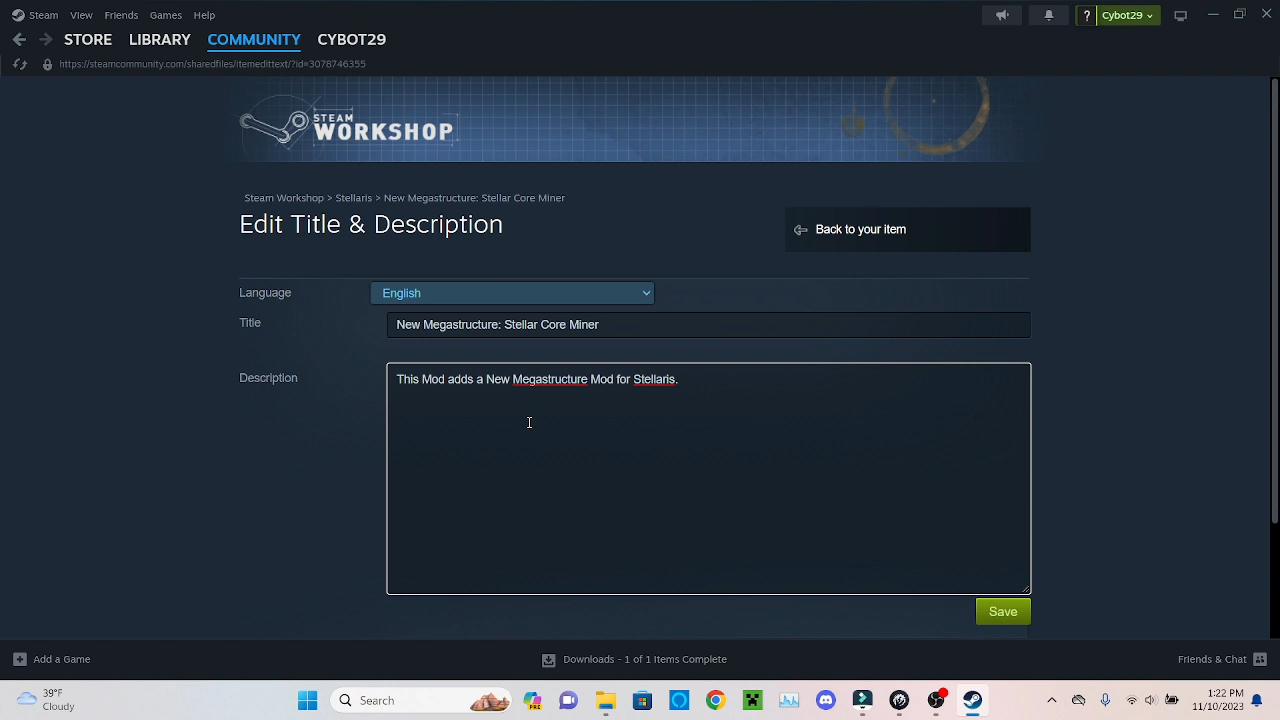 Steam View Friends Games Help
? Cybot29
STORE LIBRARY COMMUNITY CYBOT29
https://steamcommunity.com/sharedfiles/itemedittext/?id=3078746355
STEAM
WORKSHOP
Steam Workshop > Stellaris > New Megastructure: Stellar Core Miner
Edit Title & Description
Back to your item
Language English
Title New Megastructure: Stellar Core Miner
Description This Mod adds a New Megastructure Mod for Stellaris.
Save
Add a Game Downloads - 1 of 1 Items Complete Friends & Chat
39°F
Cloudy
Search
PRE
1:22 PM
11/10/2023